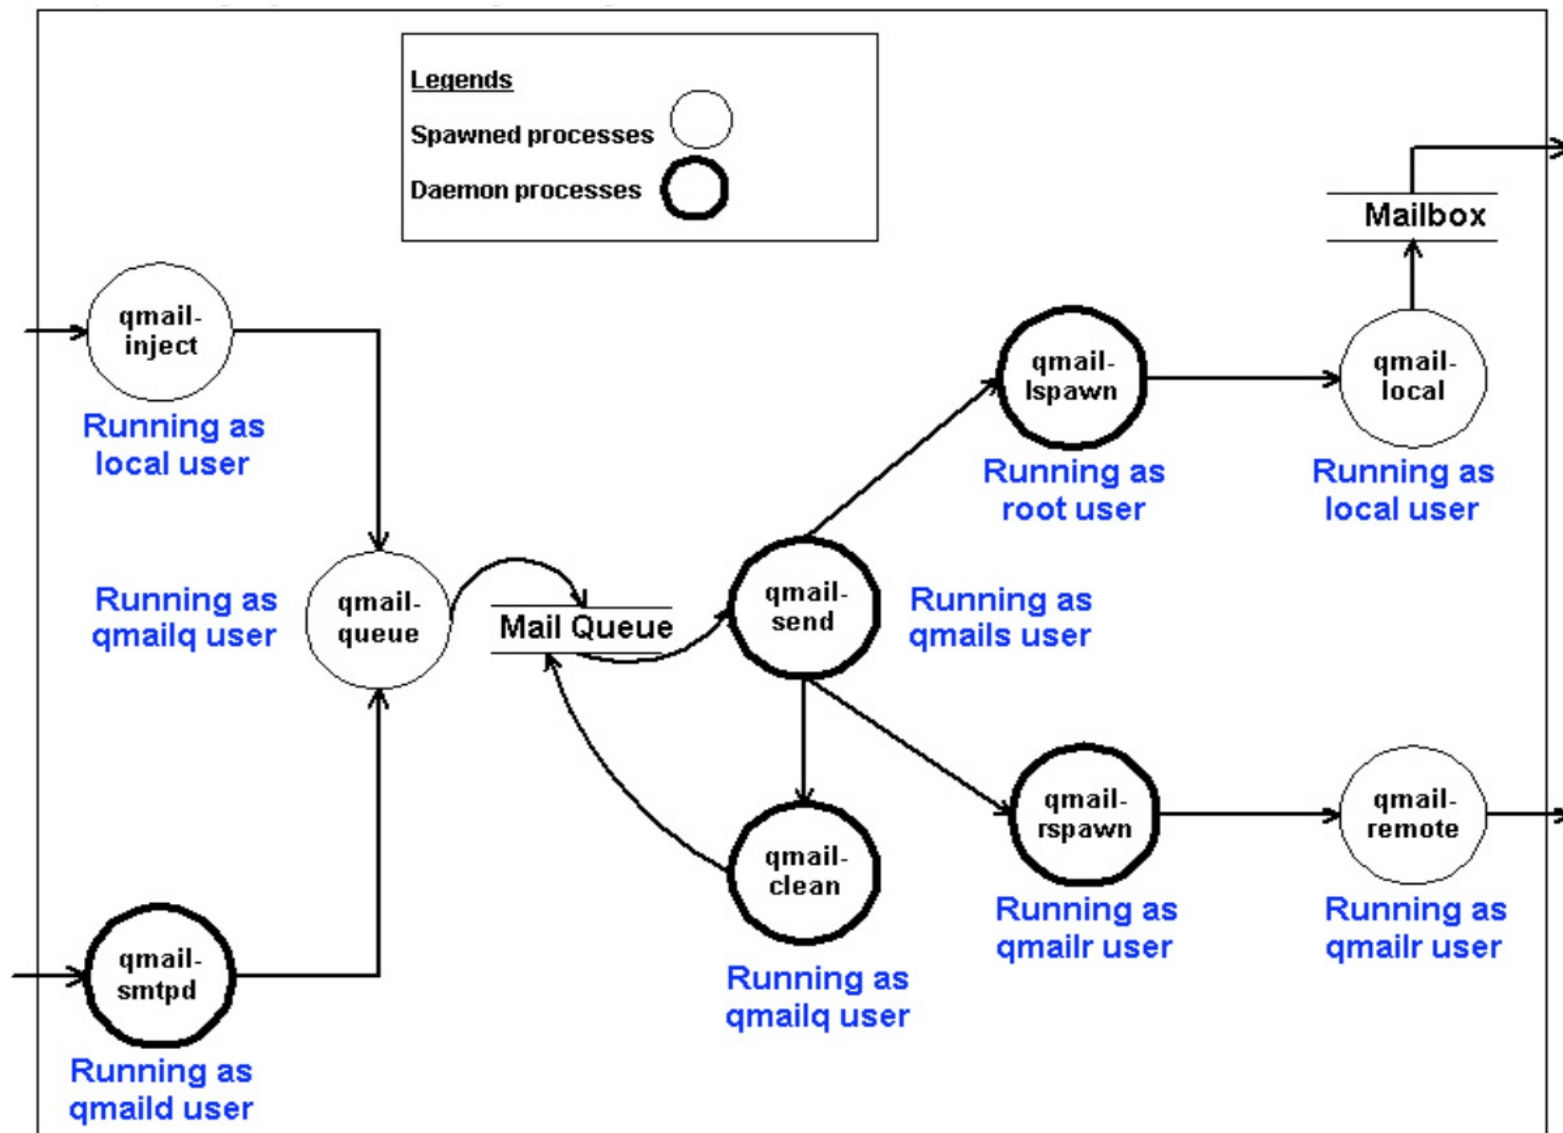 Legends
Spawned processes
Daemon processes
Mailbox
qmail-
inject
Running as
local user
qmail-
lspawn
Running as
root user
qmail-
local
Running as
local user
Running as
qmailq user
qmail-
queue
Mail Queue
qmail-
send
Running as
qmails user
qmail-
clean
Running as
qmailq user
qmail-
rspawn
Running as
qmailr user
qmail-
remote
Running as
qmailr user
qmail-
smtpd
Running as
qmaild user